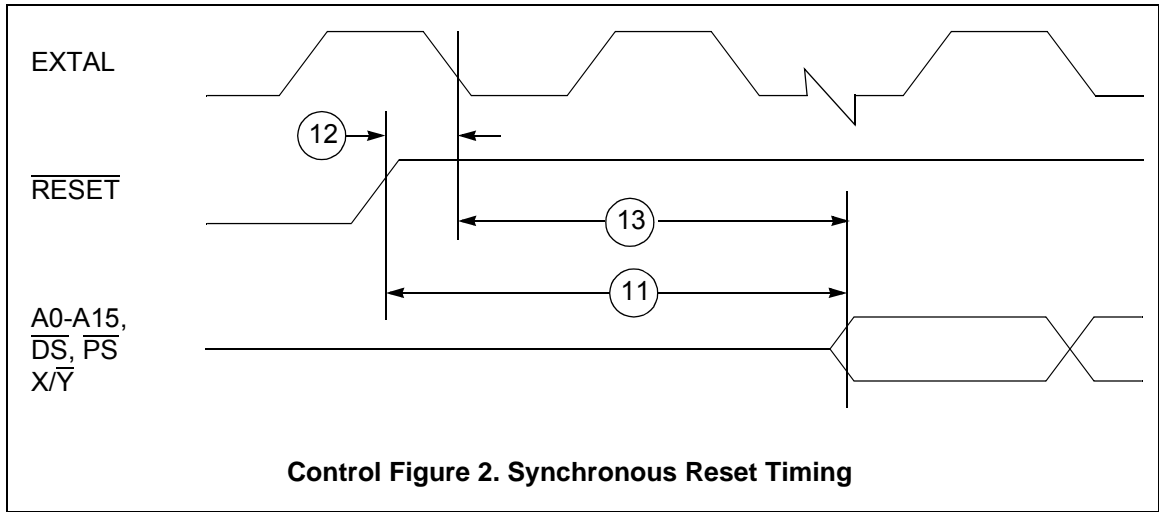 EXTAL
12
RESET
13
11
A0-A15,
DS, PS
X/Y
Control Figure 2. Synchronous Reset Timing